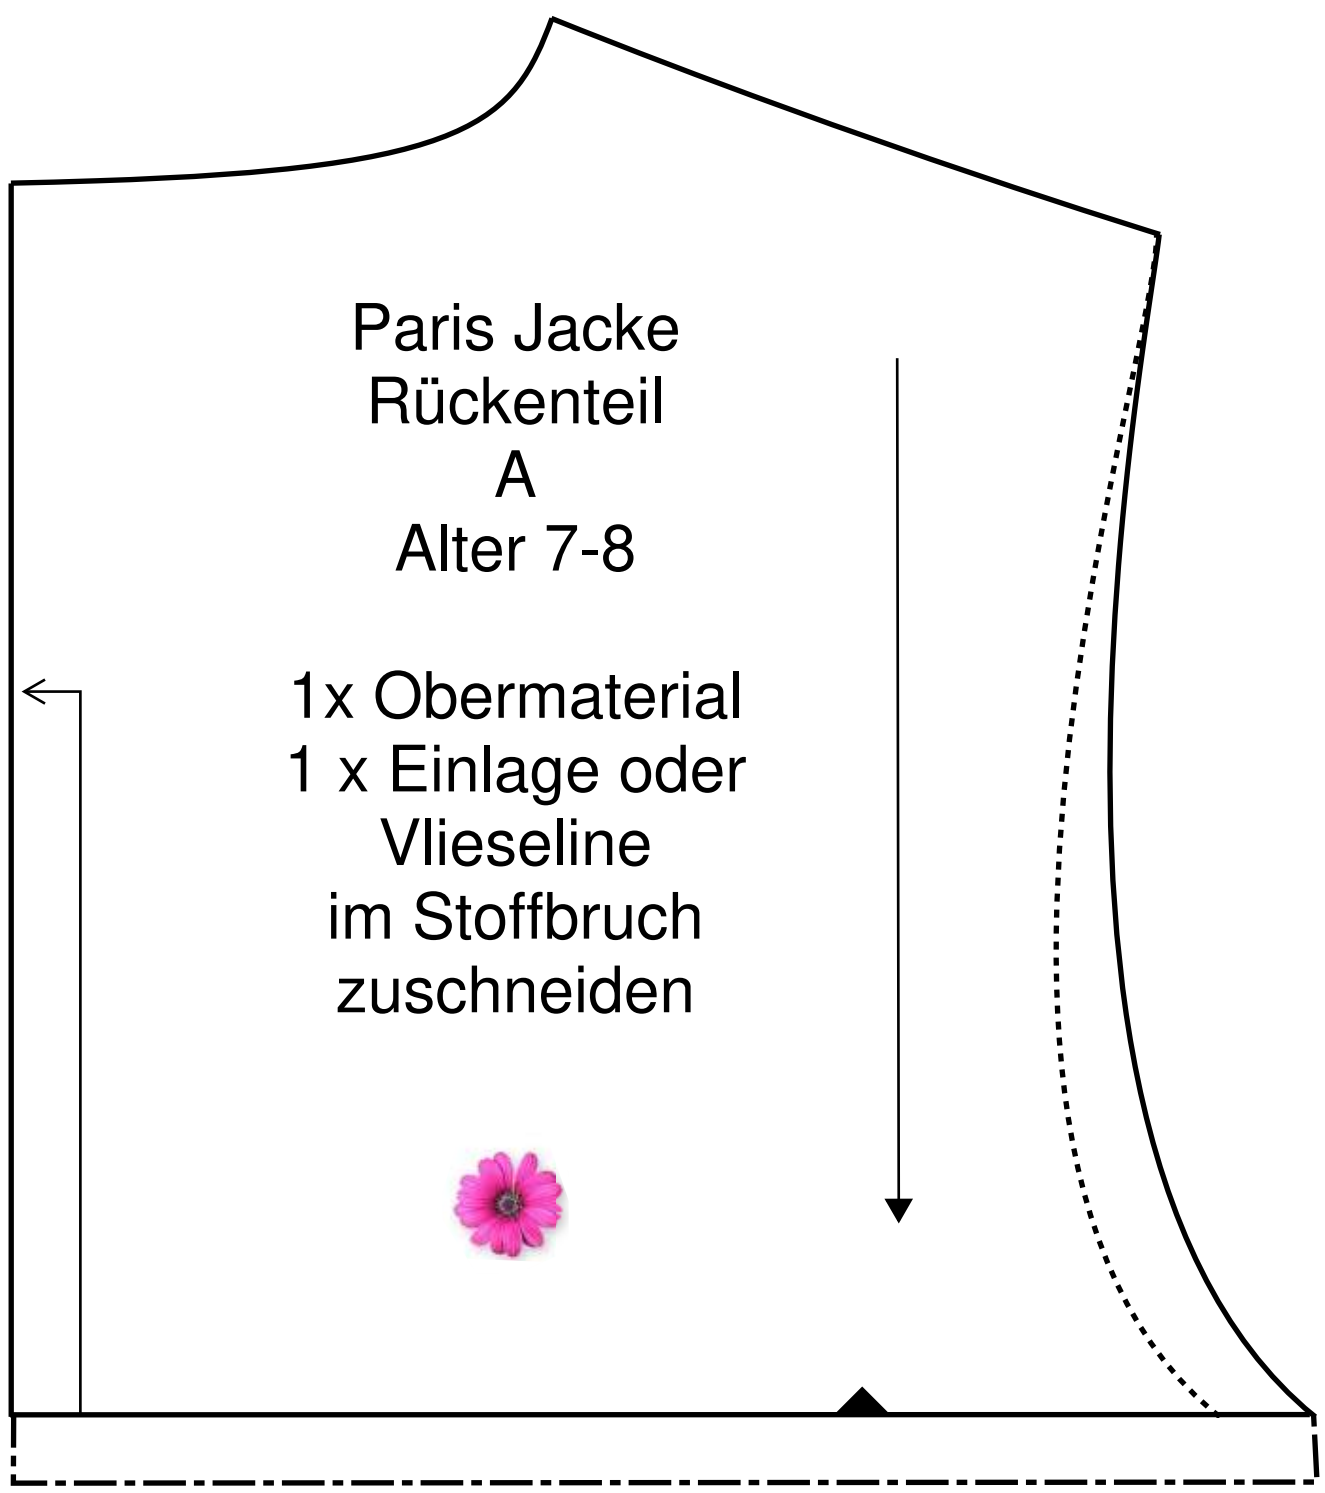 Paris Jacke
Rückenteil
A
Alter 7-8
1x Obermaterial
1 x Einlage oder
Vlieseline
im Stoffbruch
zuschneiden